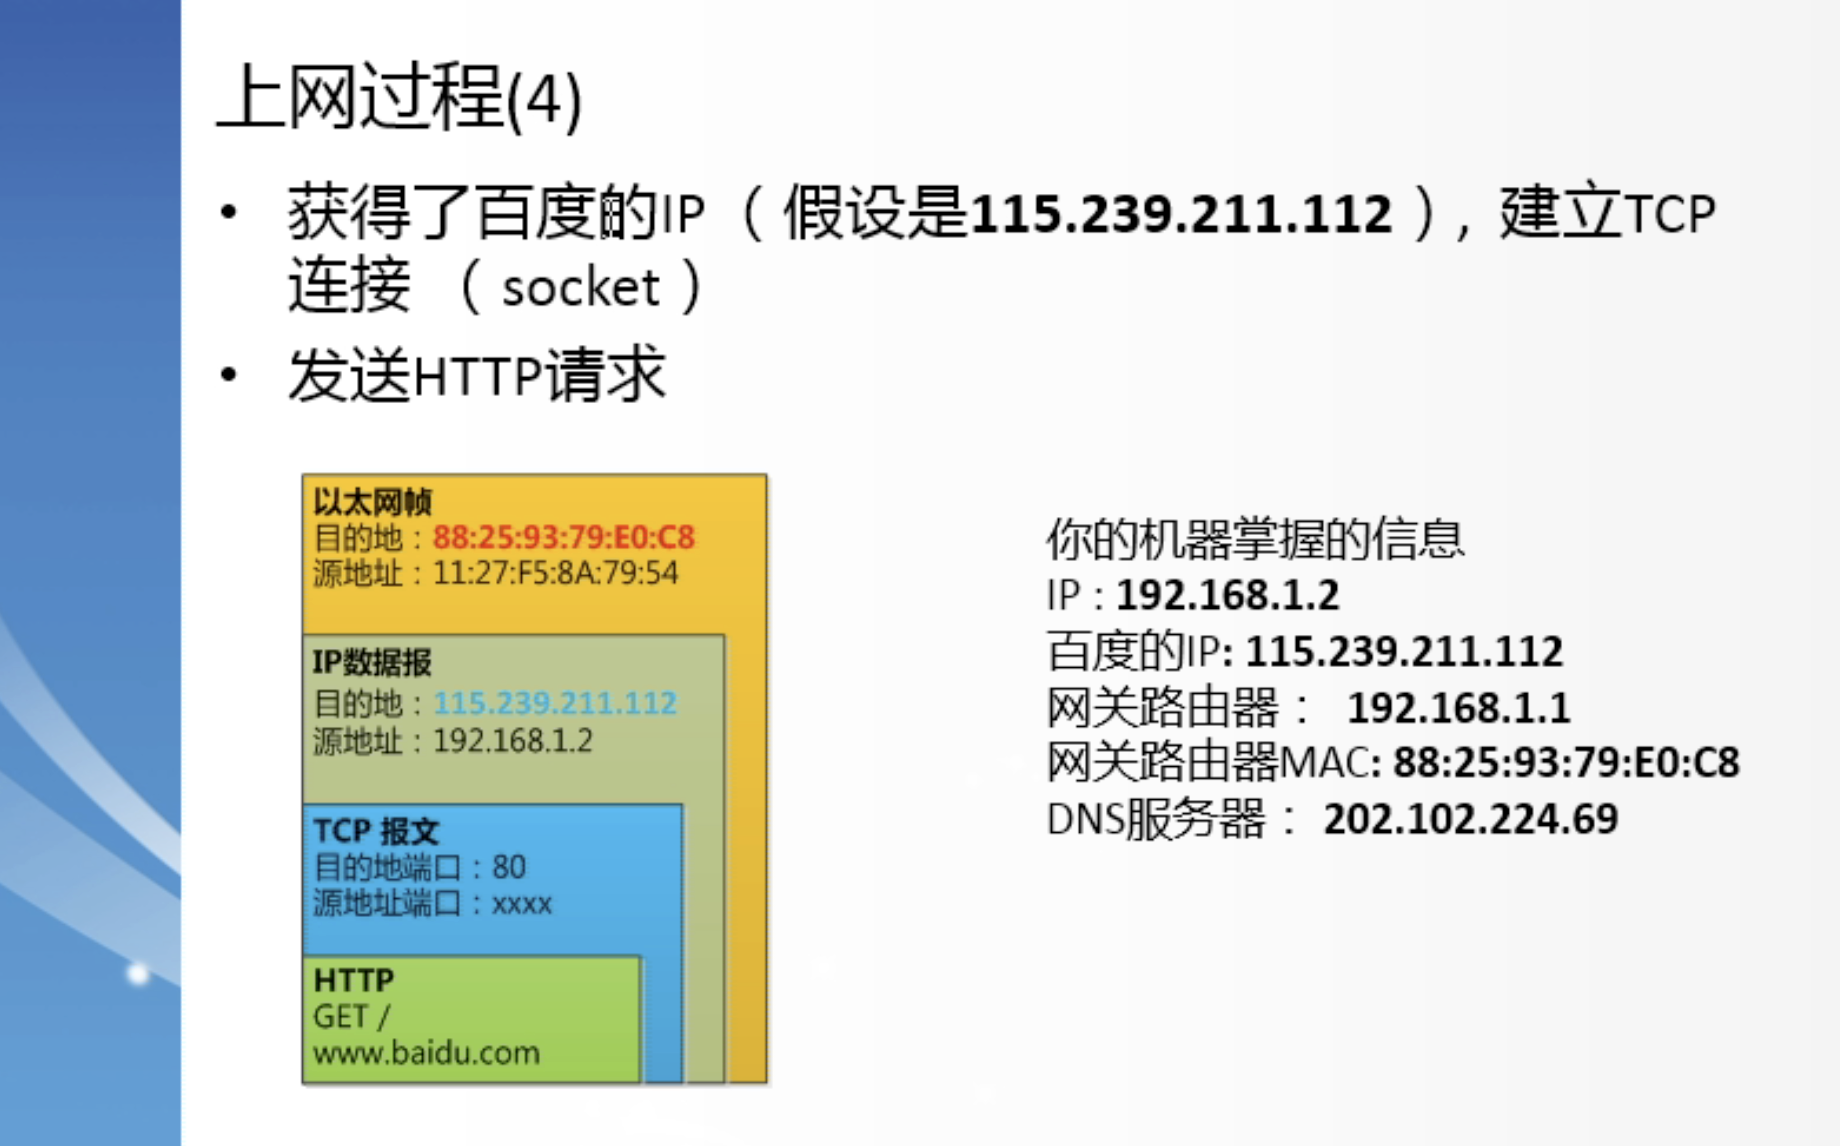 上网过程(4)
• 获得了百度的IP（假设是115.239.211.112），建立TCP
连接 （socket）
• 发送HTTP请求
以太网帧
目的地：88:25:93:79:E0:C8
源地址：11:27:F5:8A:79:54
IP数据报
目的地：115.239.211.112
源地址：192.168.1.2
TCP 报文
目的地端口：80
源地址端口：xxxx
HTTP
GET /
www.baidu.com
你的机器掌握的信息
IP : 192.168.1.2
百度的IP: 115.239.211.112
网关路由器： 192.168.1.1
网关路由器MAC: 88:25:93:79:E0:C8
DNS服务器： 202.102.224.69